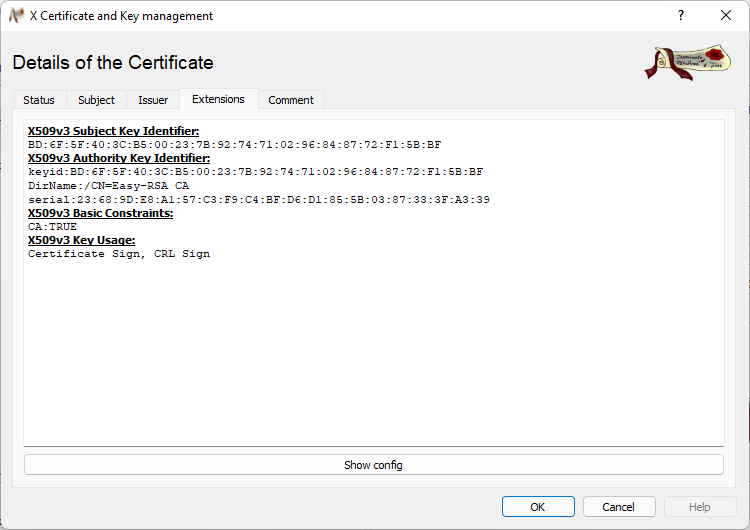 X Certificate and Key management
?
Details of the Certificate
Status Subject Issuer Extensions Comment
X509v3 Subject Key Identifier:
BD:6F:5F:40:3C:B5:00:23:7B:92:74:71:02:96:84:87:72:F1:5B:BF
X509v3 Authority Key Identifier:
keyid:BD:6F:5F:40:3C:B5:00:23:7B:92:74:71:02:96:84:87:72:F1:5B:BF
DirName:/CN=Easy-RSA CA
serial:23:68:9D:E8:A1:57:C3:F9:C4:BF:D6:D1:85:5B:03:87:33:3F:A3:39
X509v3 Basic Constraints:
CA:TRUE
X509v3 Key Usage:
Certificate Sign, CRL Sign
Show config
OK Cancel Help